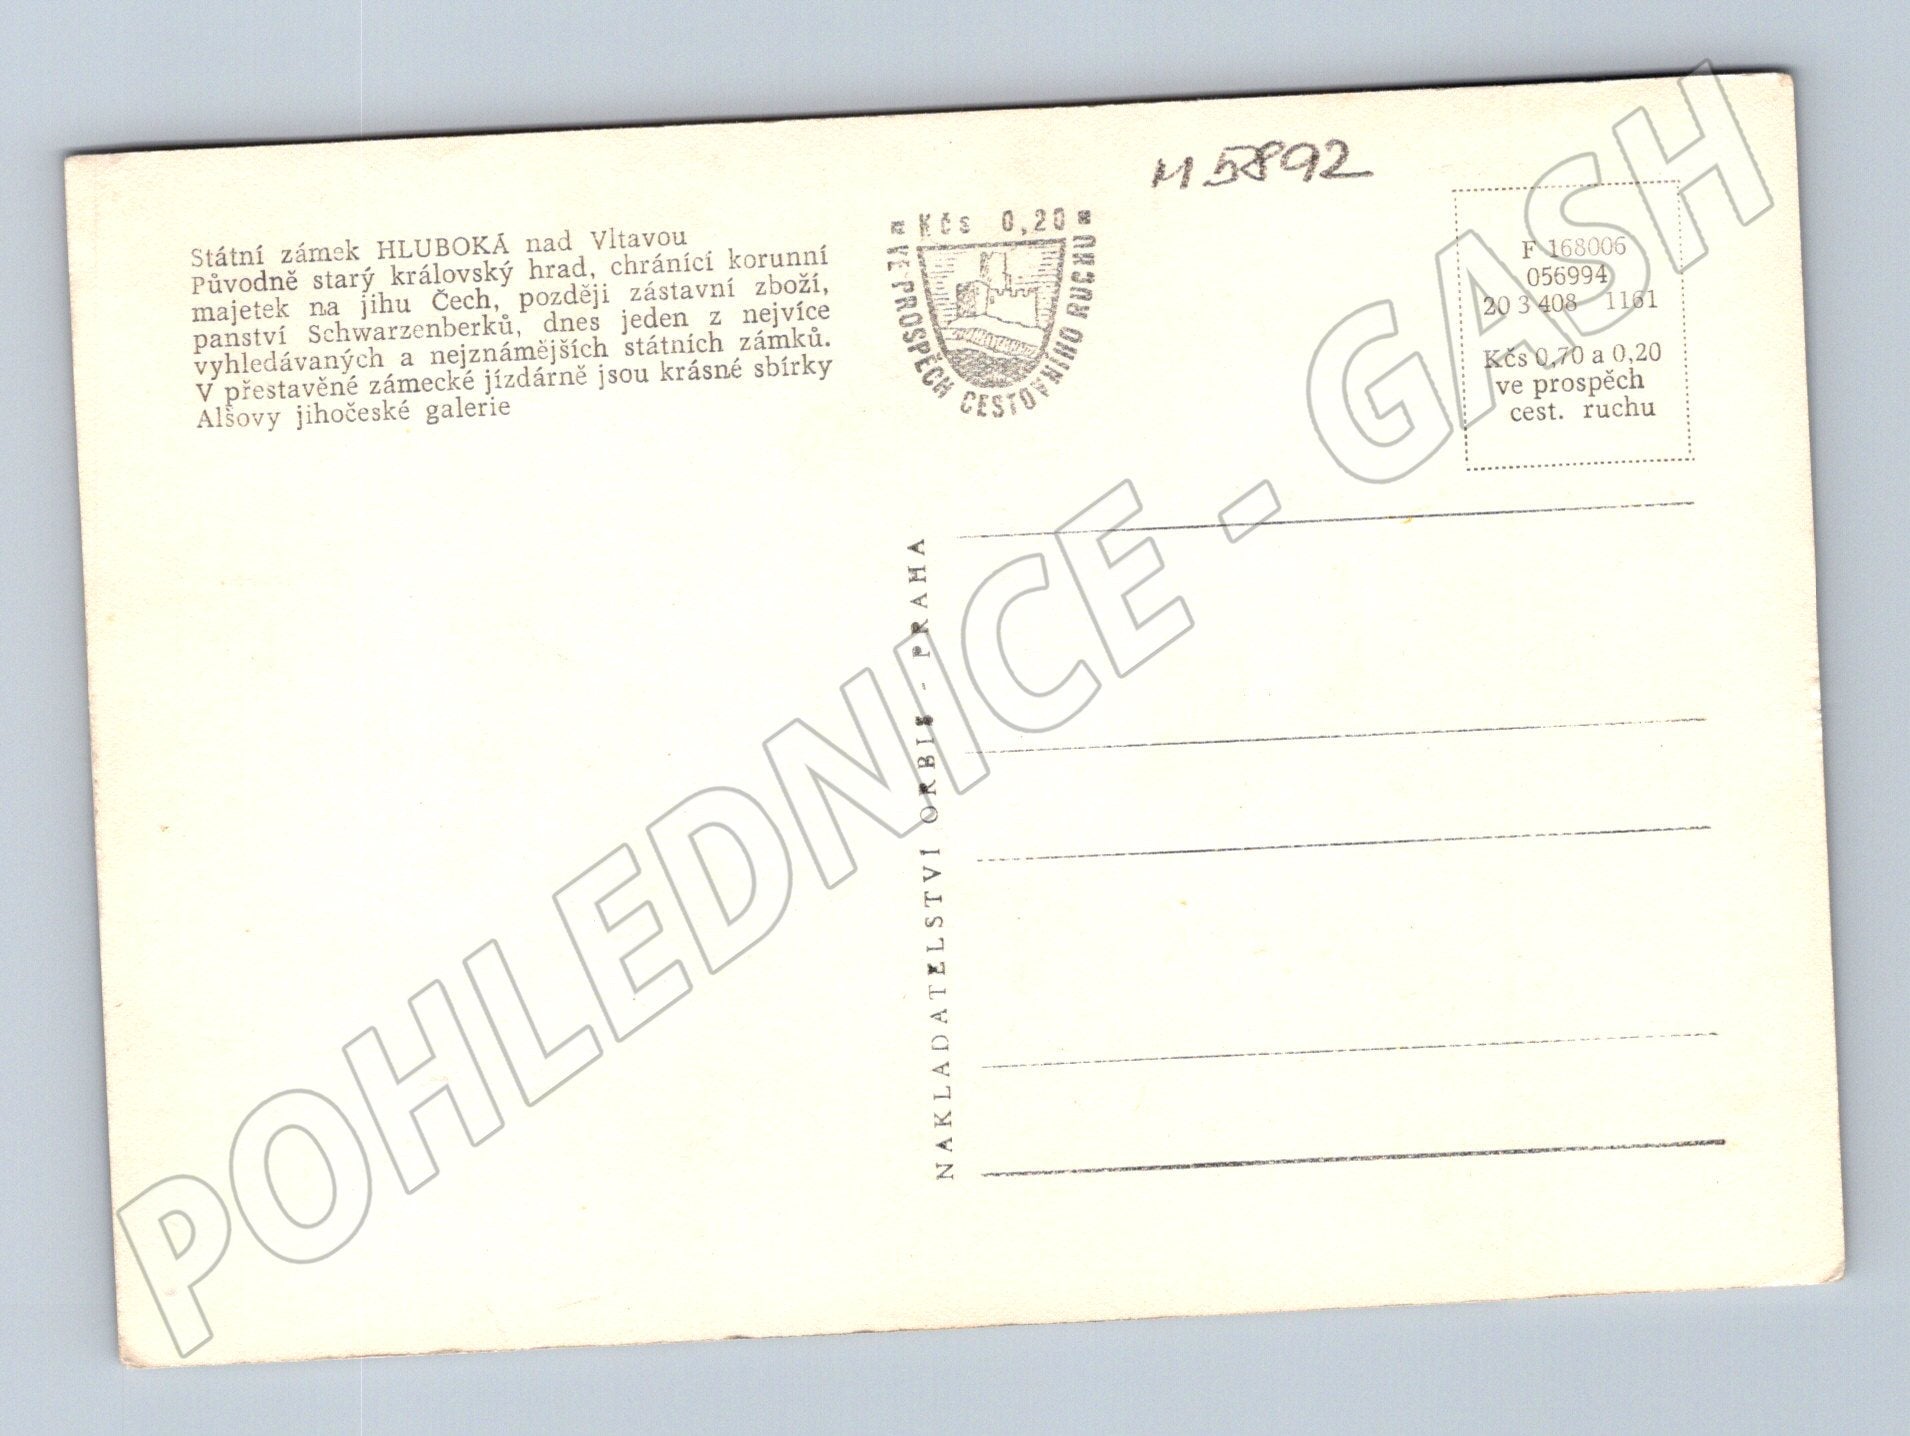 M 5892
Státní zámek HLUBOKÁ nad Vltavou
Původně starý královský hrad, chránící korunní
majetek na jihu Čech, později zástavní zboží,
panství Schwarzenberků, dnes jeden z nejvíce
vyhledávaných a nejznámějších státních zámků.
V přestavěné zámecké jízdárně jsou krásné sbírky
Alšovy jihočeské galerie
Kčs 0,20
VE PROSPĚCH CESTOVNÍHO RUCHU
F 168006
056994
20 3 408 1161
Kčs 0,70 a 0,20
ve prospěch
cest. ruchu
NAKLADATELSTVI ORBIS - PRAHA
POHLEDNICE - GASH